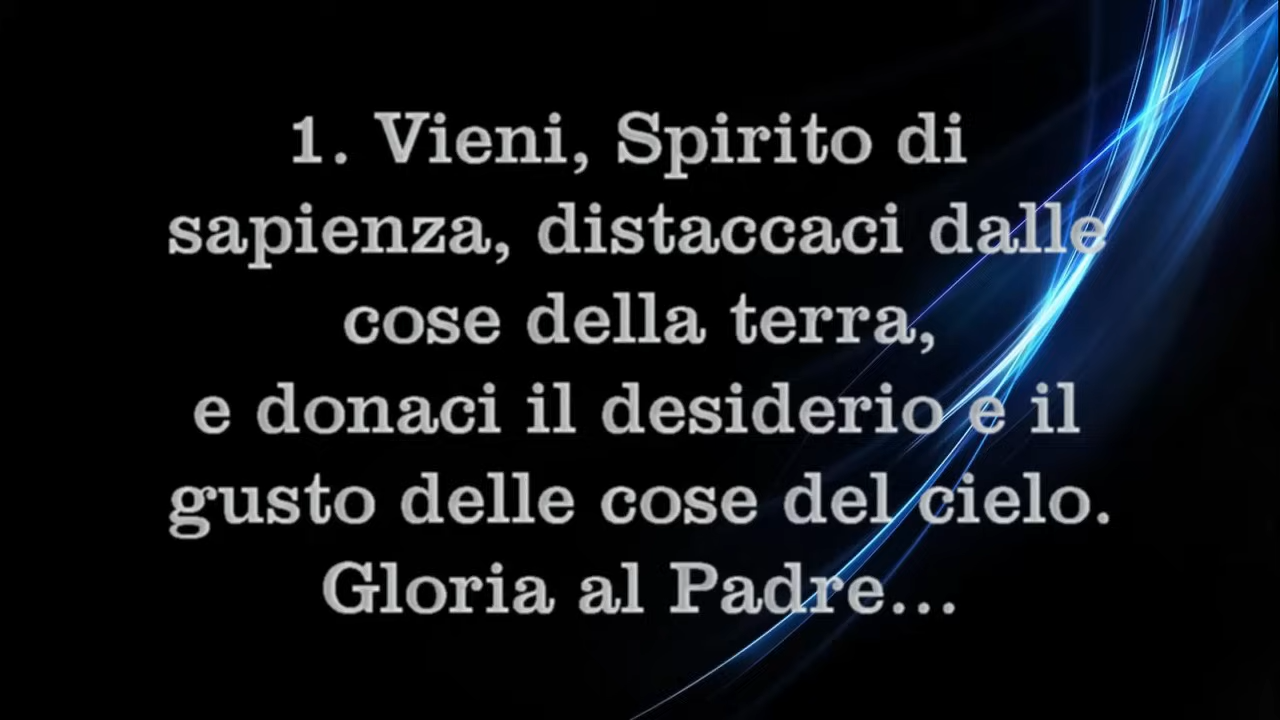 1. Vieni, Spirito di
sapienza, distaccaci dalle
cose della terra,
e donaci il desiderio e il
gusto delle cose del cielo.
Gloria al Padre...